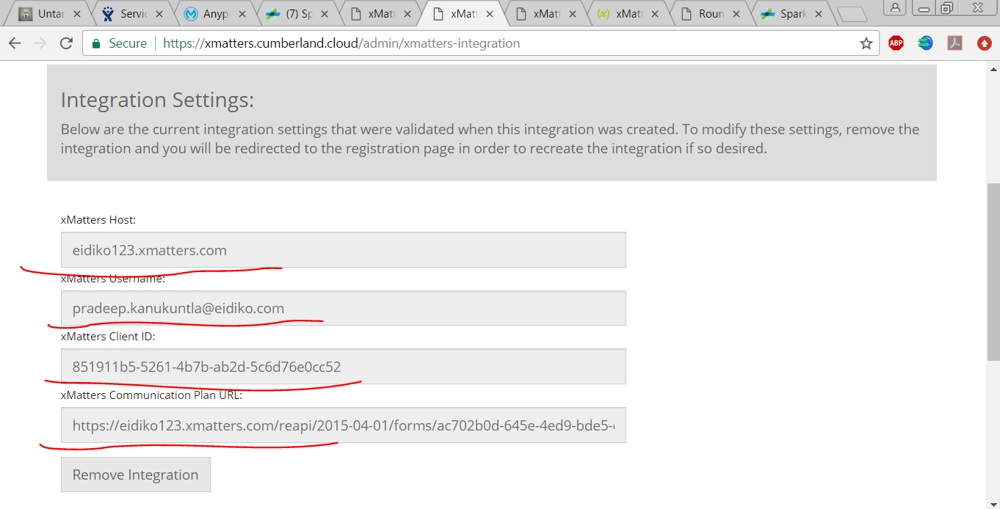 Untar
Servic
Anypo
(7) Sp
xMatt
xMatt
xMatt
xMatt
Roun
Spark
Secure
https://xmatters.cumberland.cloud/admin/xmatters-integration
ABP
Integration Settings:
Below are the current integration settings that were validated when this integration was created. To modify these settings, remove the
integration and you will be redirected to the registration page in order to recreate the integration if so desired.
xMatters Host:
eidiko123.xmatters.com
xMatters Username:
pradeep.kanukuntla@eidiko.com
xMatters Client ID:
851911b5-5261-4b7b-ab2d-5c6d76e0cc52
xMatters Communication Plan URL:
https://eidiko123.xmatters.com/reapi/2015-04-01/forms/ac702b0d-645e-4ed9-bde5-
Remove Integration